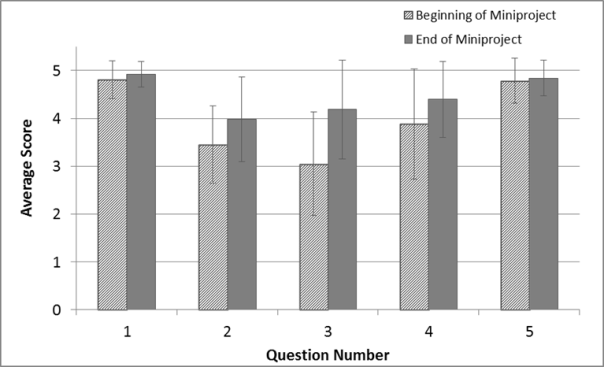 Beginning of Miniproject
End of Miniproject
5
4
3
2
1
0
Average Score
1 2 3 4 5
Question Number